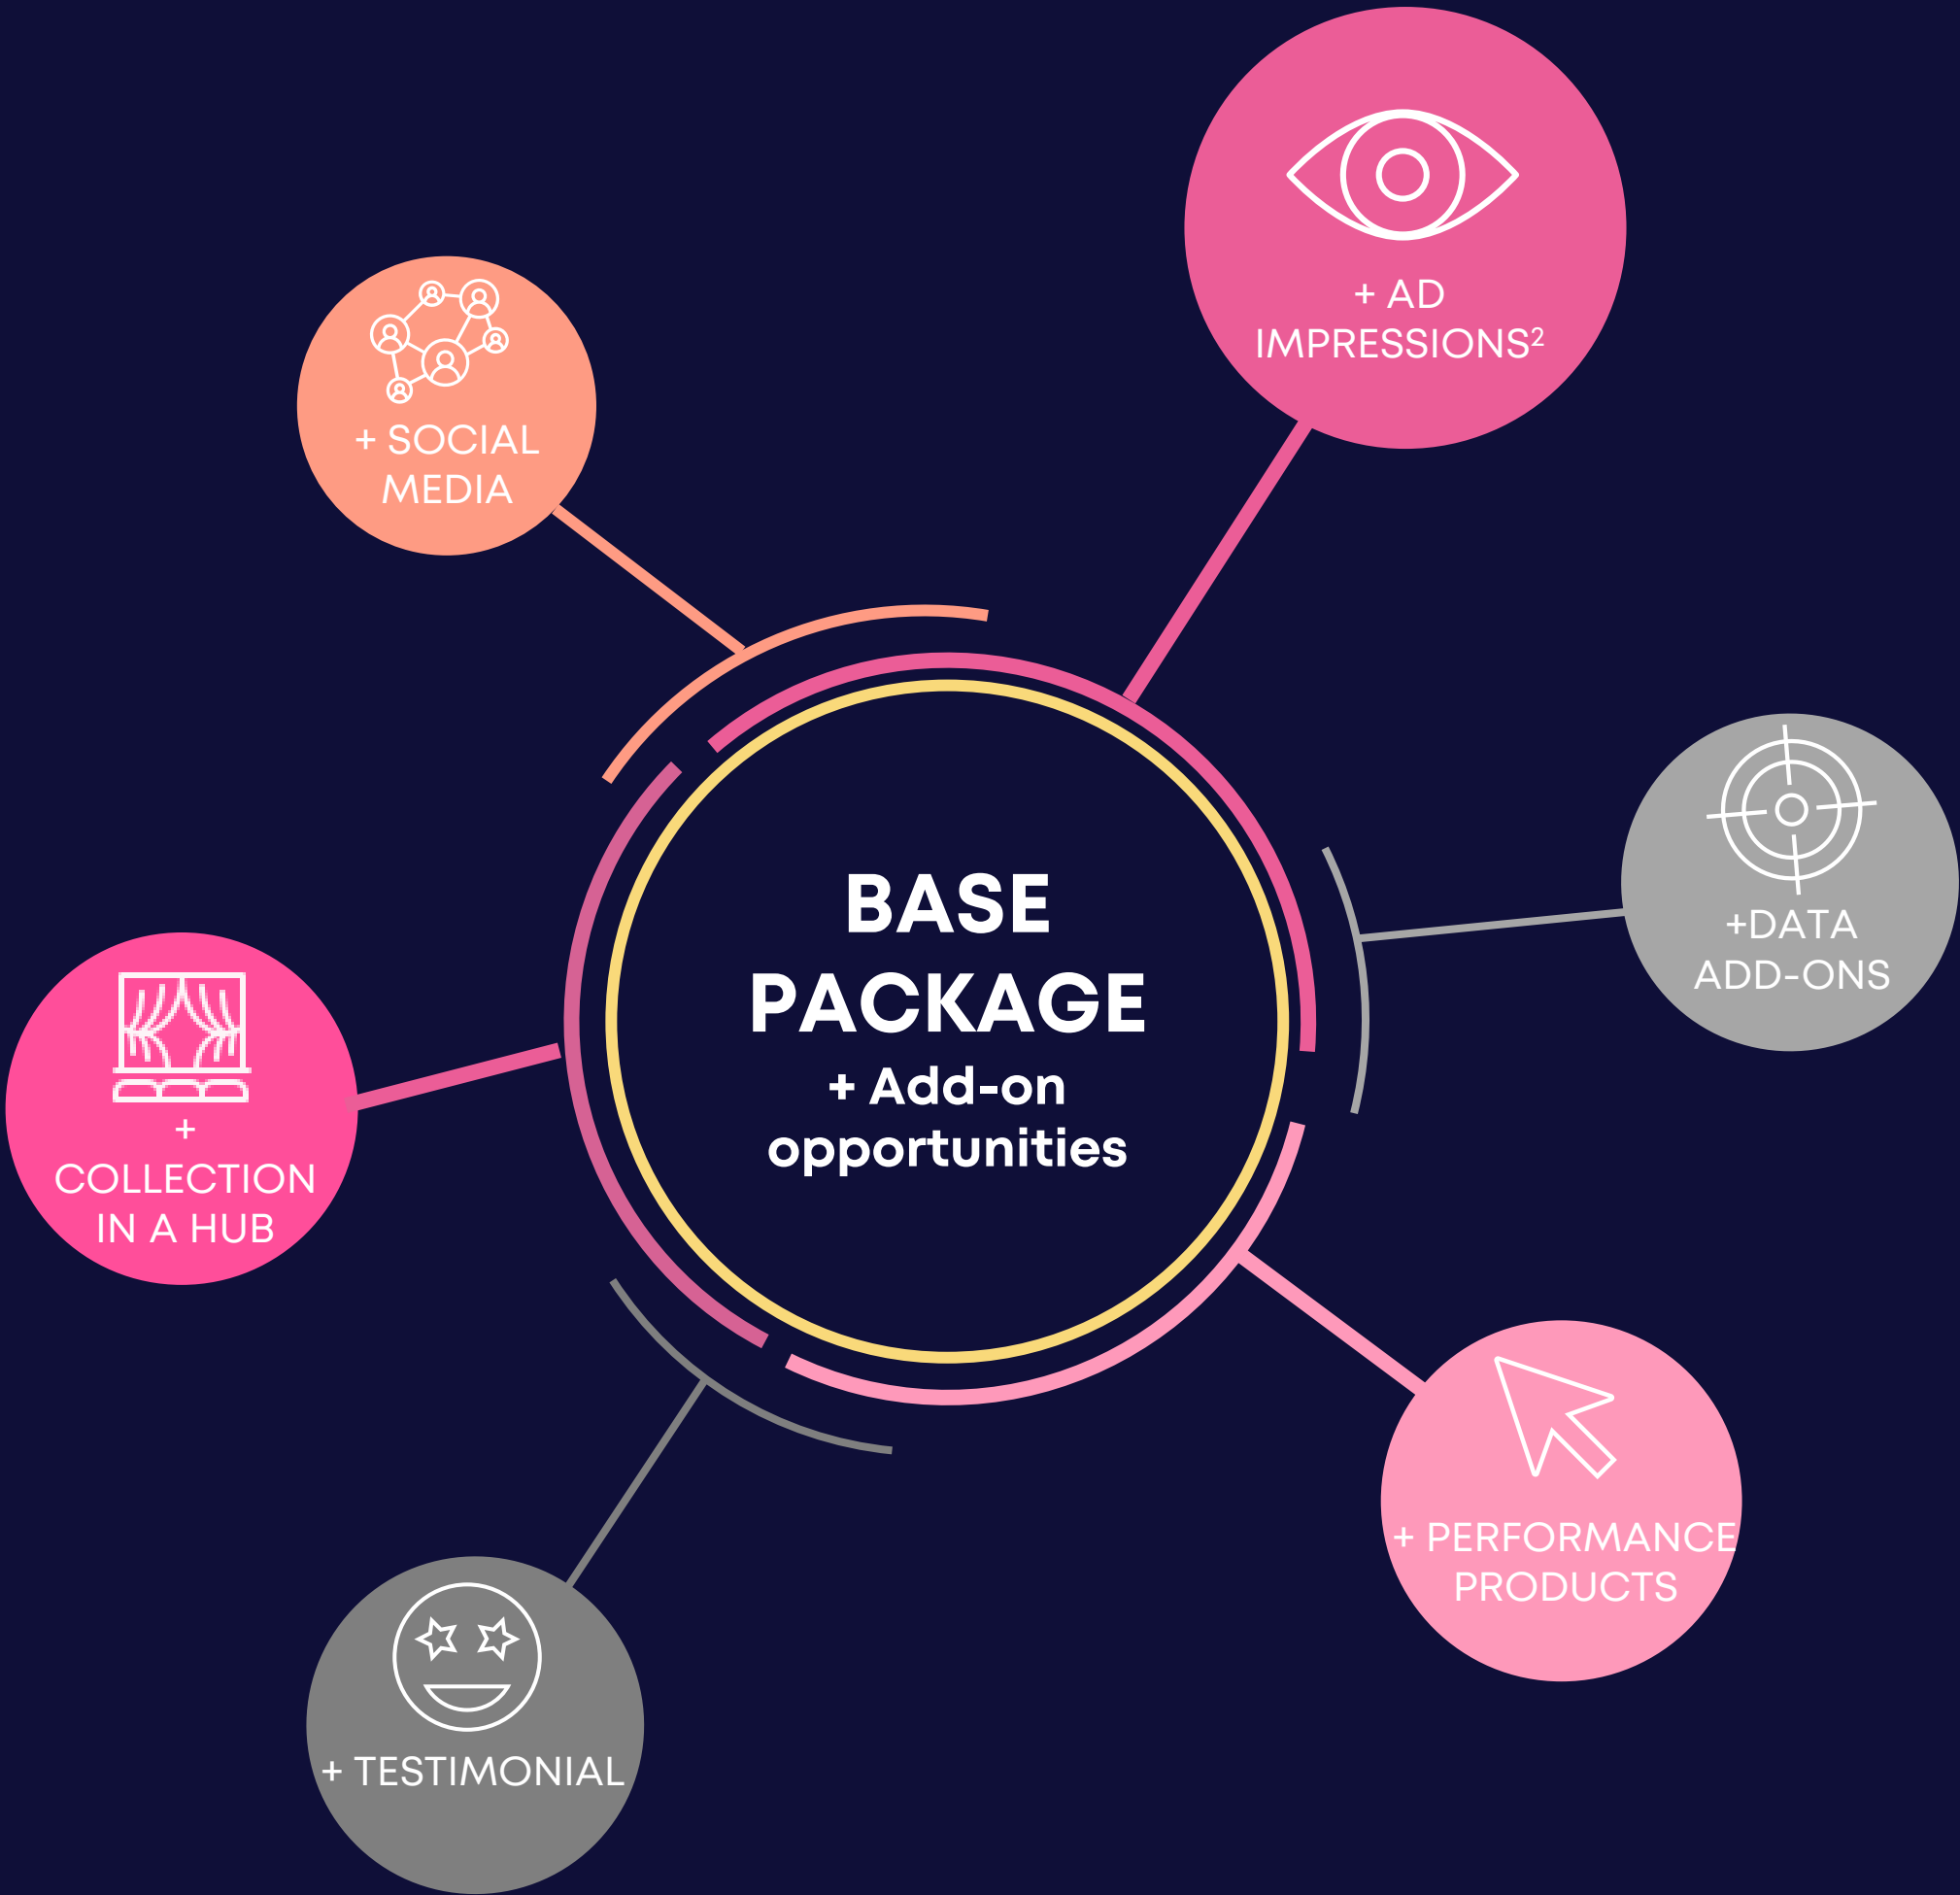 + AD
IMPRESSIONS²
+ SOCIAL
MEDIA
BASE
PACKAGE
+ Add-on
opportunities
+DATA
ADD-ONS
+
COLLECTION
IN A HUB
+ PERFORMANCE
PRODUCTS
+ TESTIMONIAL